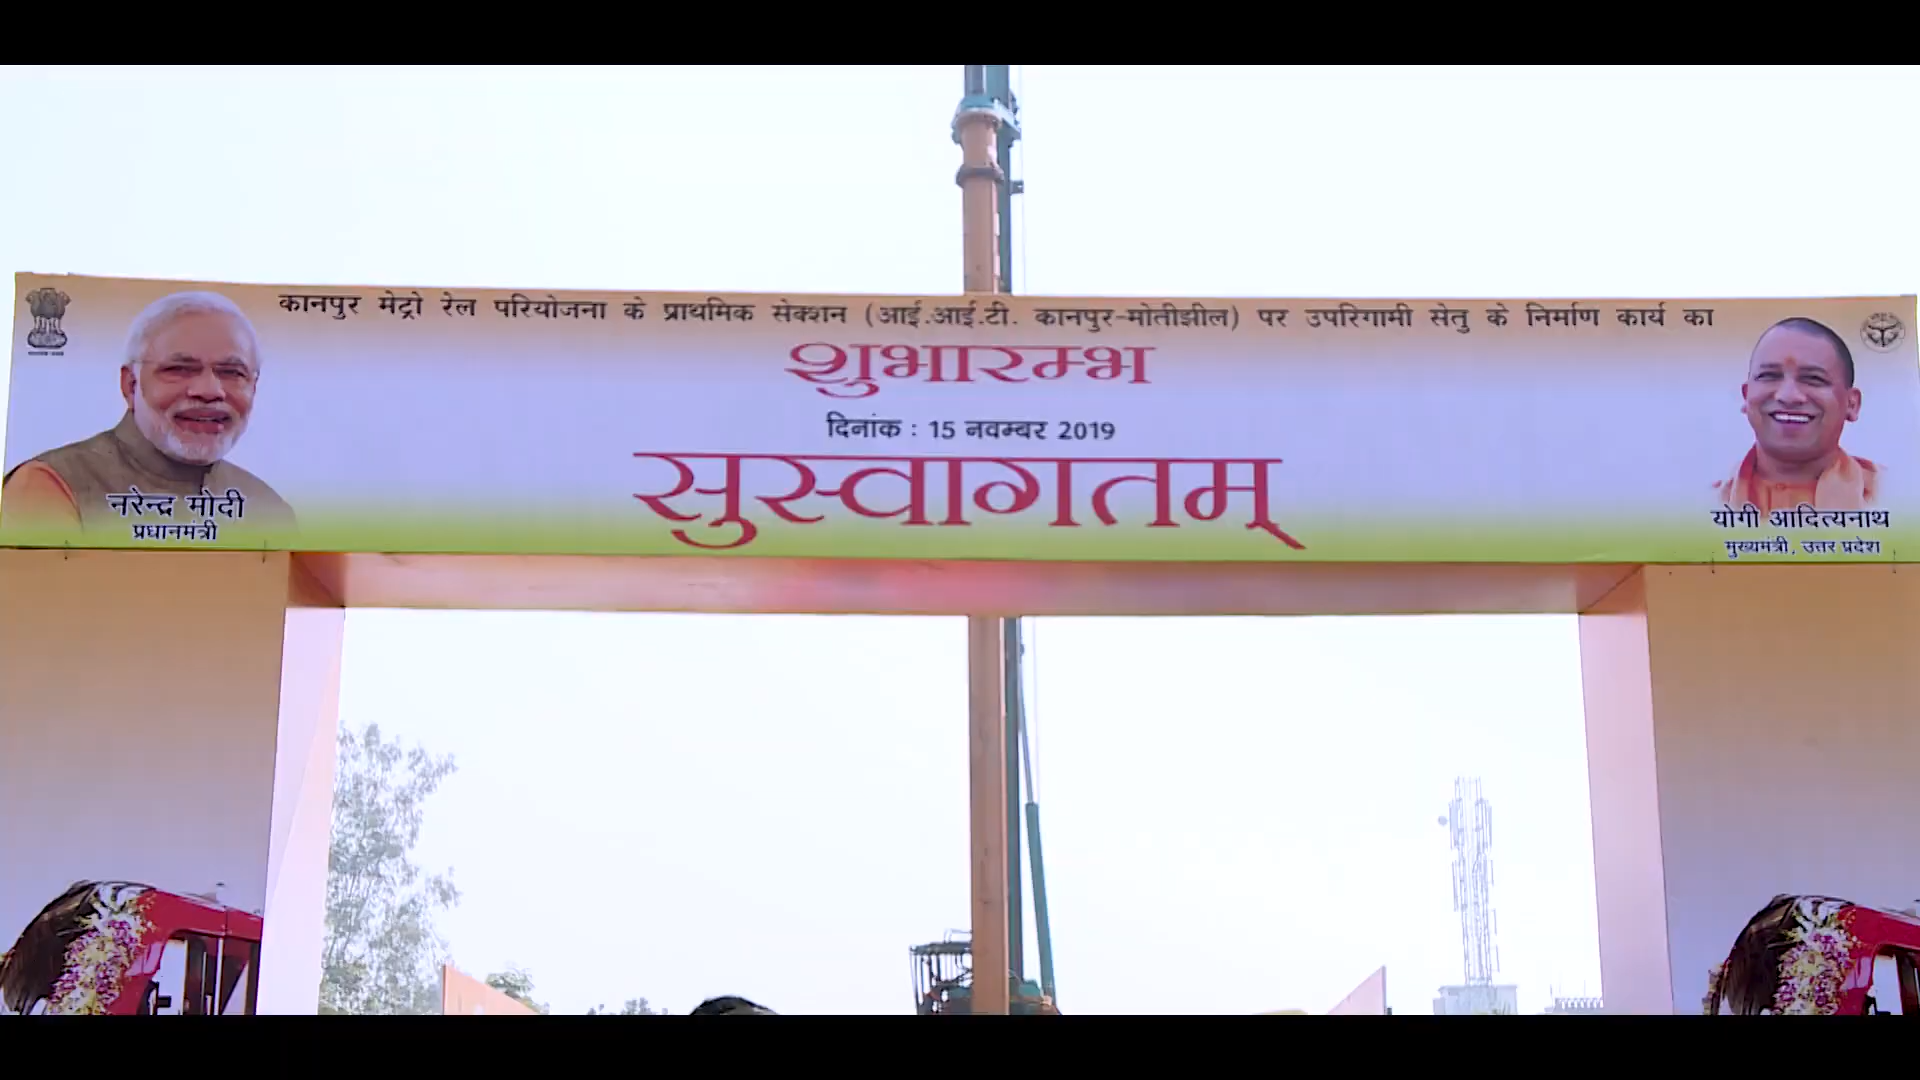 कानपुर मेट्रो रेल परियोजना के प्राथमिक सेक्शन (आई.आई.टी. कानपुर-मोतीझील) पर उपरिगामी सेतु के निर्माण कार्य का
शुभारम्भ
दिनांक : 15 नवम्बर 2019
सुस्वागतम्
नरेन्द्र मोदी
प्रधानमंत्री
योगी आदित्यनाथ
मुख्यमंत्री, उत्तर प्रदेश